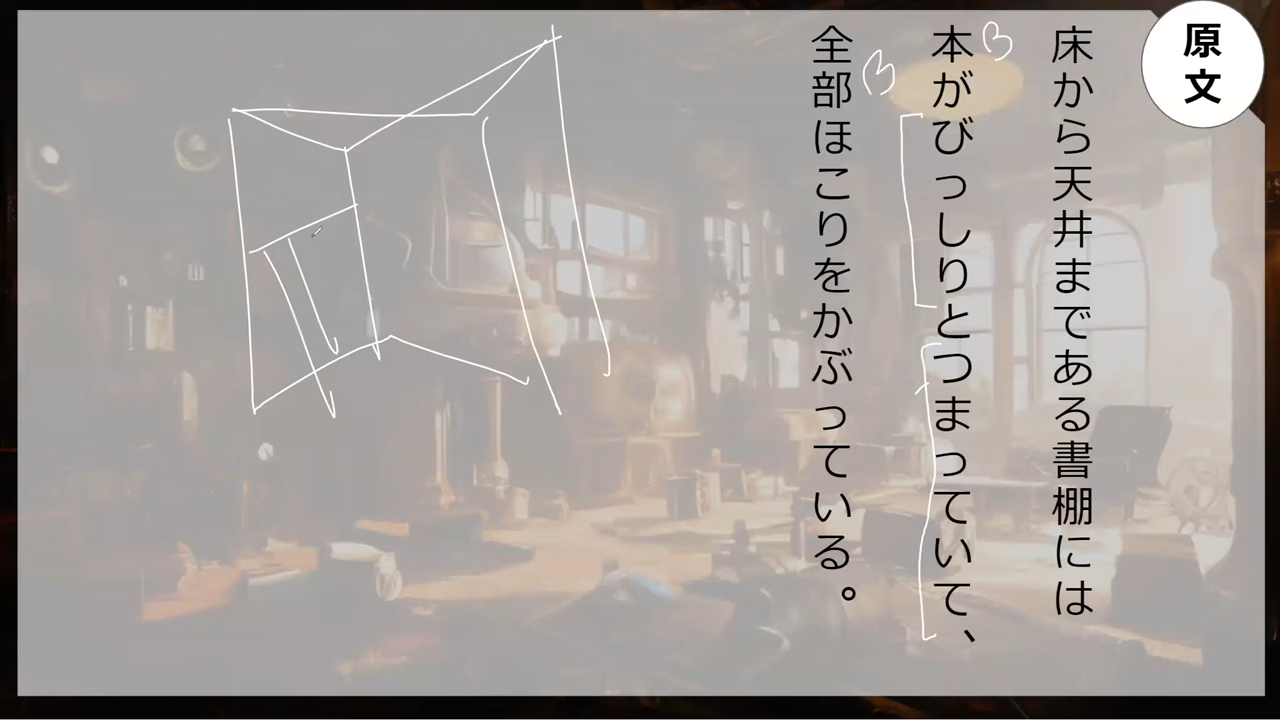 原文
床から天井まである書棚には
本がびっしりとつまっていて、
全部ほこりをかぶっている。